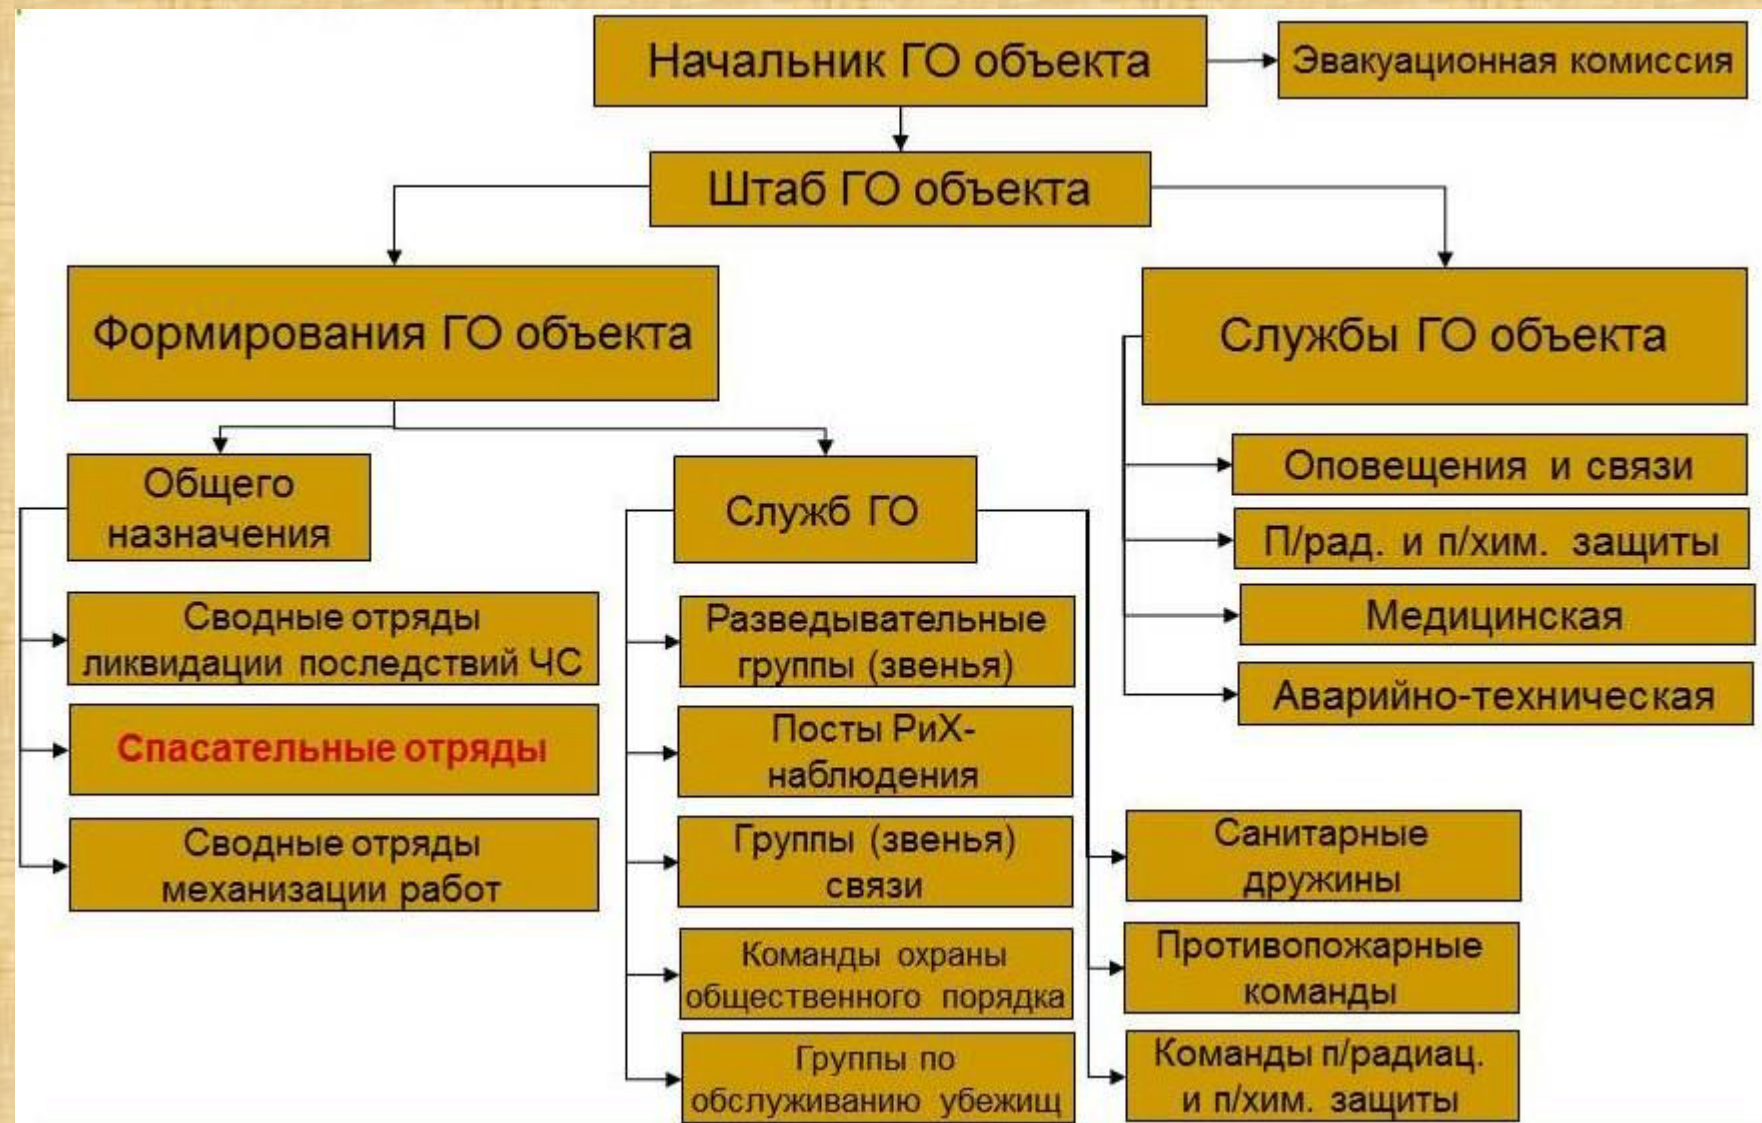 Начальник ГО объекта
Эвакуационная комиссия
Штаб ГО объекта
Формирования ГО объекта
Службы ГО объекта
Общего
назначения
Сводные отряды
ликвидации последствий ЧС
Спасательные отряды
Сводные отряды
механизации работ
Служб ГО
Разведывательные
группы (звенья)
Посты РиХ-
наблюдения
Группы (звенья)
связи
Команды охраны
общественного порядка
Группы по
обслуживанию убежищ
Санитарные
дружины
Противопожарные
команды
Команды п/радиац.
и п/хим. защиты
Оповещения и связи
П/рад. и п/хим. защиты
Медицинская
Аварийно-техническая